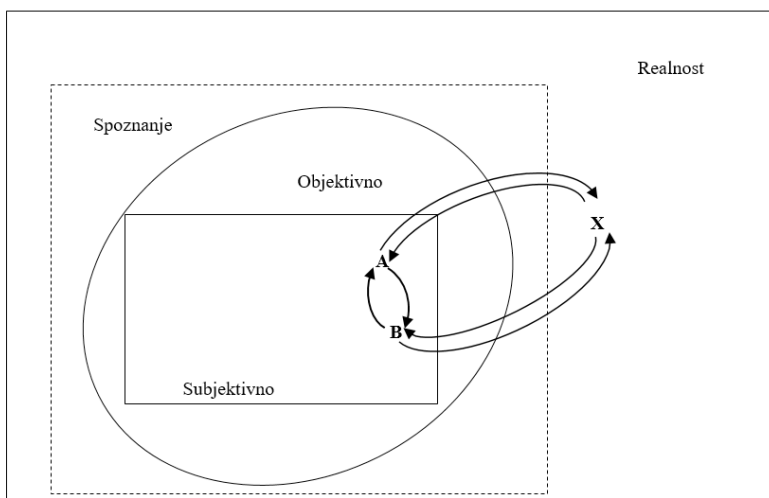 Realnost
Spoznanje
Objektivno
X
A
B
Subjektivno